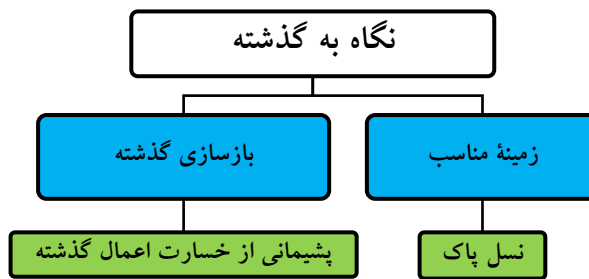 نگاه به گذشته
زمینهٔ مناسب
بازسازی گذشته
نسل پاک
پشیمانی از خسارت اعمال گذشته